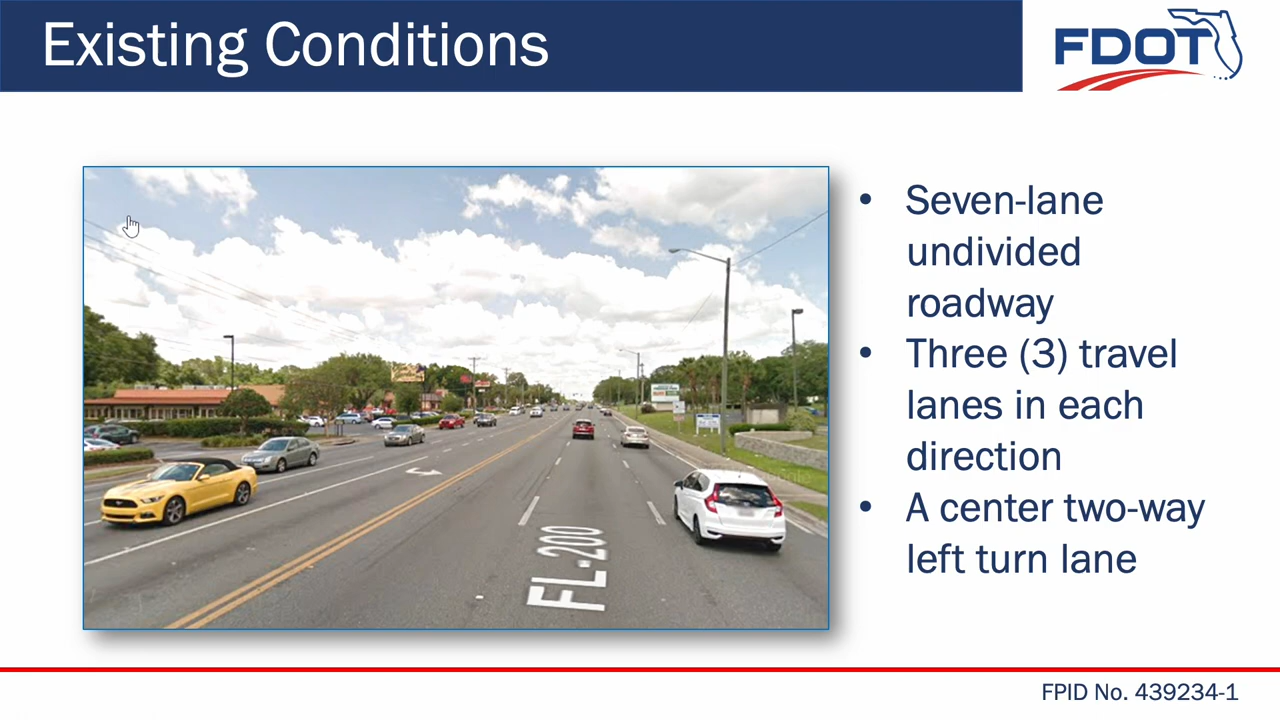 Existing Conditions
FDOT
• Seven-lane
undivided
roadway
• Three (3) travel
lanes in each
direction
• A center two-way
left turn lane
FL-200
FPID No. 439234-1